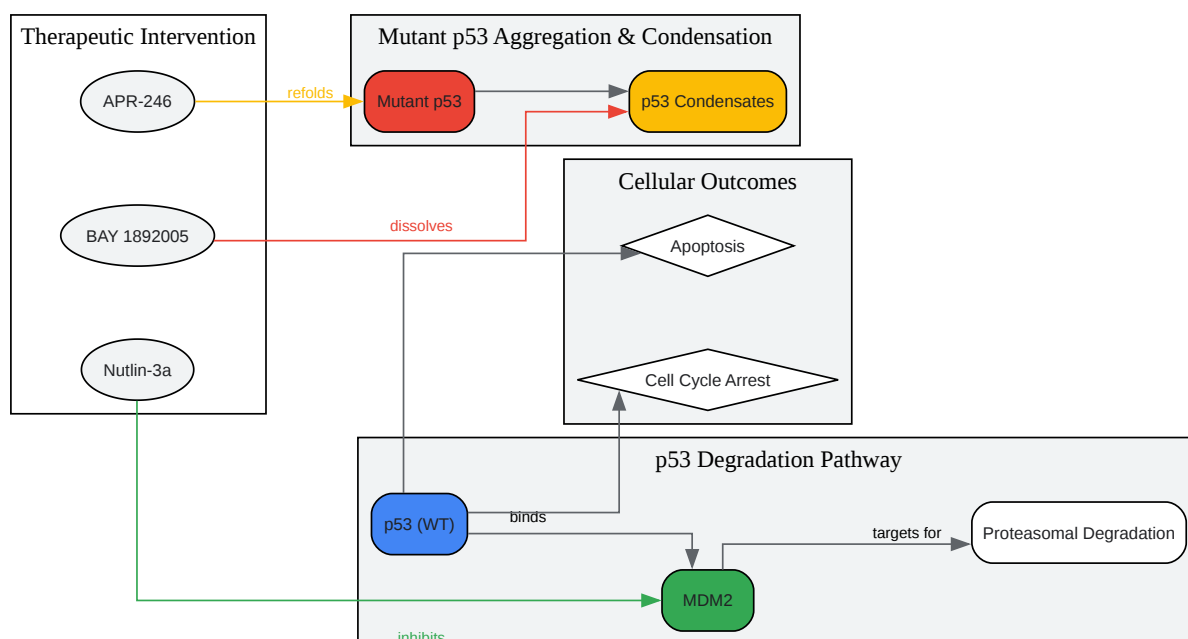 Therapeutic Intervention
Mutant p53 Aggregation & Condensation
APR-246
refolds
Mutant p53
p53 Condensates
Cellular Outcomes
BAY 1892005
dissolves
Apoptosis
Nutlin-3a
Cell Cycle Arrest
p53 Degradation Pathway
p53 (WT)
binds
targets for
Proteasomal Degradation
MDM2
inhibits